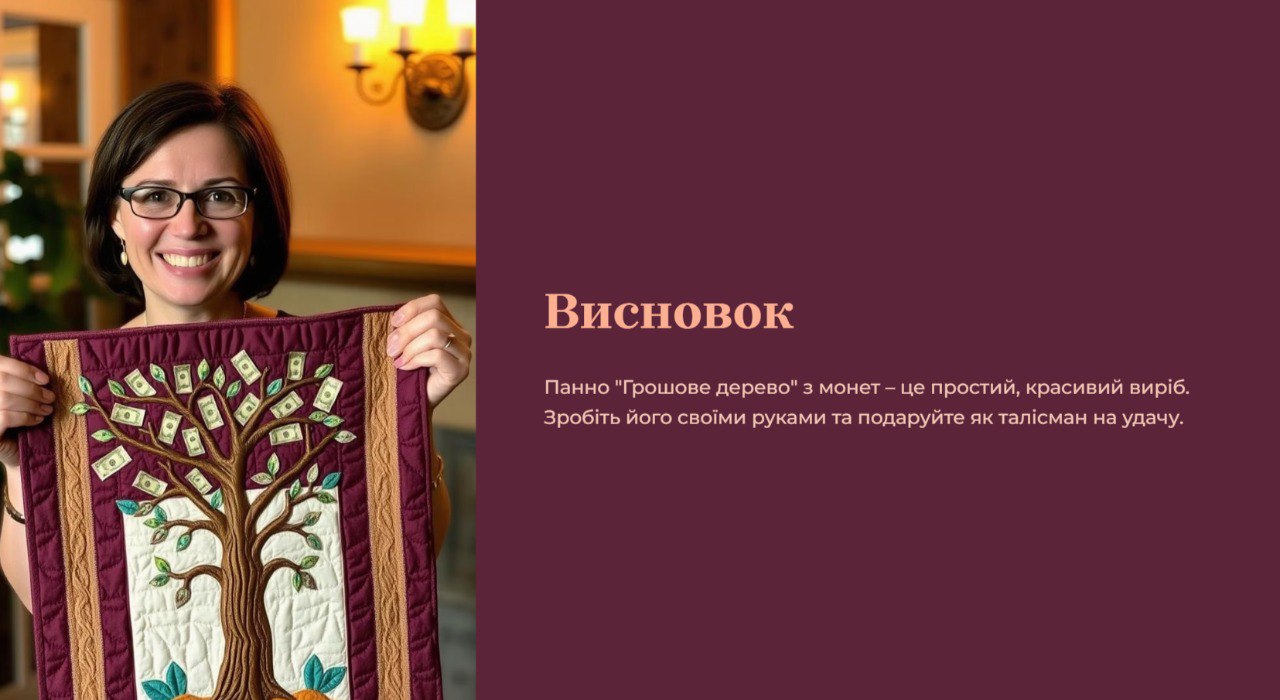 Висновок
Панно "Грошове дерево" з монет – це простий, красивий виріб.
Зробіть його своїми руками та подаруйте як талісман на удачу.